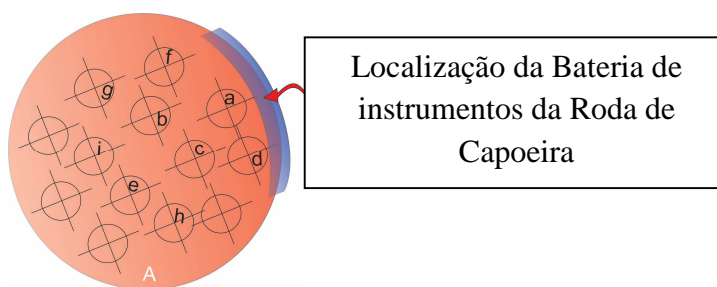 f
g
a
b
i
c
d
e
h
A
Localização da Bateria de
instrumentos da Roda de
Capoeira